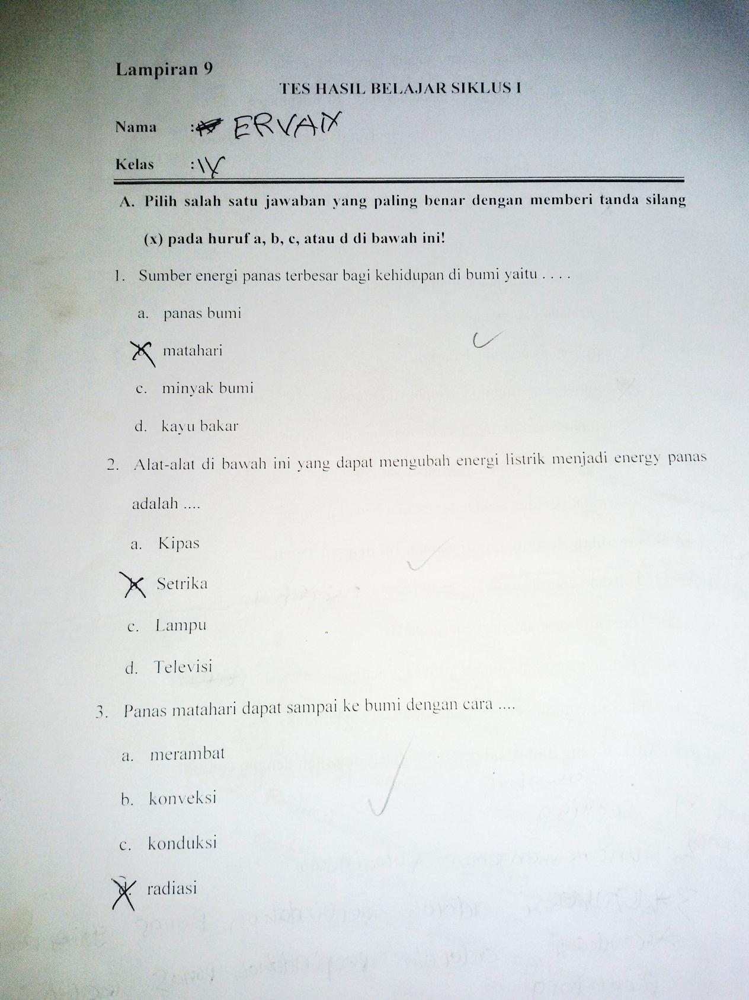 Lampiran 9
TES HASIL BELAJAR SIKLUS I
Nama : ERVAN
Kelas : IV
A. Pilih salah satu jawaban yang paling benar dengan memberi tanda silang
(x) pada huruf a, b, c, atau d di bawah ini!
1. Sumber energi panas terbesar bagi kehidupan di bumi yaitu . . . .
a. panas bumi
b. matahari
c. minyak bumi
d. kayu bakar
2. Alat-alat di bawah ini yang dapat mengubah energi listrik menjadi energy panas
adalah ....
a. Kipas
b. Setrika
c. Lampu
d. Televisi
3. Panas matahari dapat sampai ke bumi dengan cara ....
a. merambat
b. konveksi
c. konduksi
d. radiasi